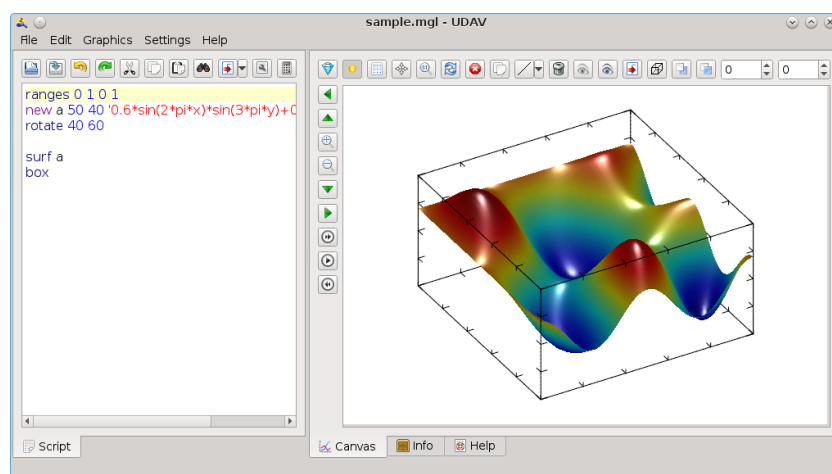 sample.mgl - UDAV
File Edit Graphics Settings Help
0 0
ranges 0 1 0 1
new a 50 40 '0.6*sin(2*pi*x)*sin(3*pi*y)+0
rotate 40 60
surf a
box
Script
Canvas Info Help